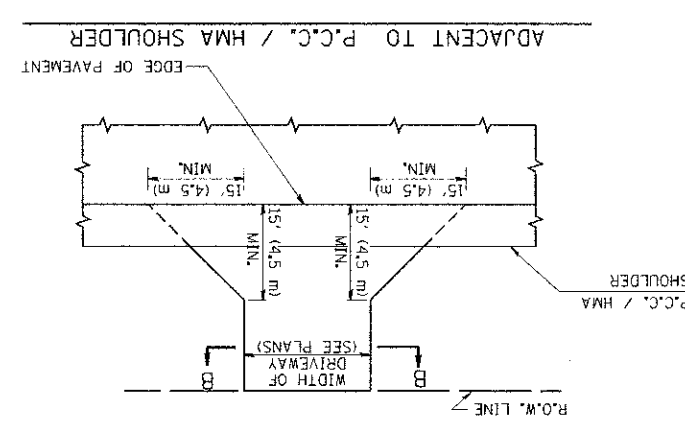 R.O.W. LINE
B
B
WIDTH OF
DRIVEWAY
(SEE PLANS)
P.C.C. / HMA
SHOULDER
15' (4.5 m)
MIN.
15' (4.5 m)
MIN.
15' (4.5 m)
MIN.
15' (4.5 m)
MIN.
EDGE OF PAVEMENT
ADJACENT TO P.C.C. / HMA SHOULDER